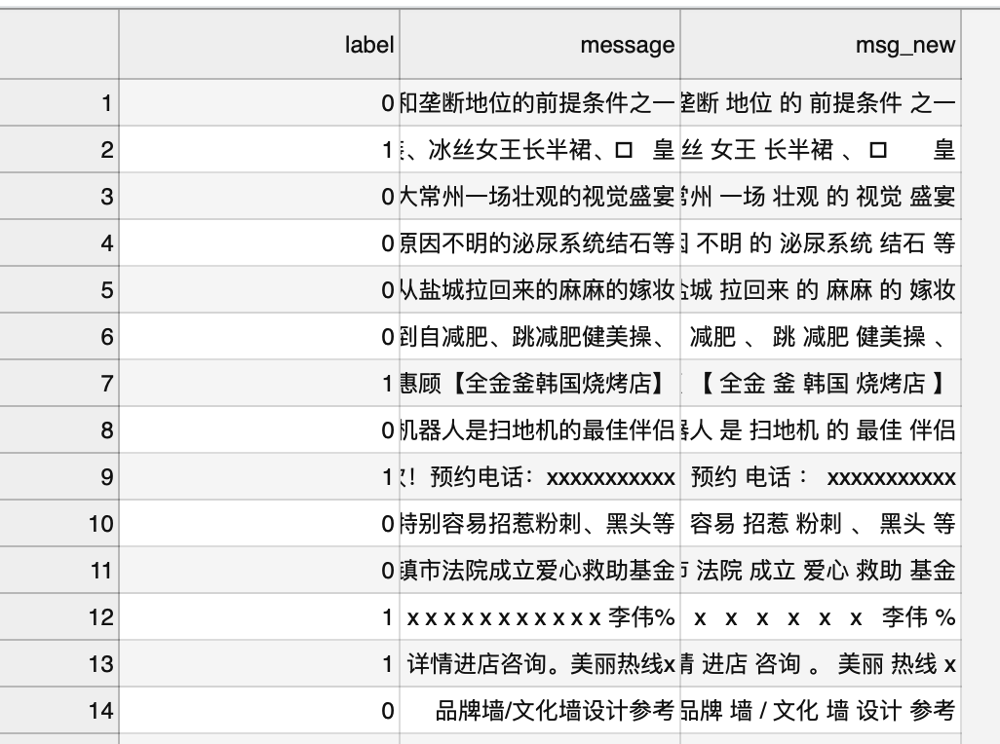 label message msg_new
1 0 和垄断地位的前提条件之一 垄断 地位 的 前提条件 之一
2 1 、冰丝女王长半裙、口 皇 丝 女王 长半裙 、 口 皇
3 0 大常州一场壮观的视觉盛宴 常州 一场 壮观 的 视觉 盛宴
4 0 原因不明的泌尿系统结石等 因 不明 的 泌尿系统 结石 等
5 0 从盐城拉回来的麻麻的嫁妆 盐城 拉回来 的 麻麻 的 嫁妆
6 0 到自减肥、跳减肥健美操、 减肥 、 跳 减肥 健美操 、
7 1 惠顾【全金釜韩国烧烤店】 【 全金 釜 韩国 烧烤店 】
8 0 机器人是扫地机的最佳伴侣 器人 是 扫地机 的 最佳 伴侣
9 1 ！预约电话：xxxxxxxxxxx 预约 电话 ： xxxxxxxxxxx
10 0 特别容易招惹粉刺、黑头等 容易 招惹 粉刺 、 黑头 等
11 0 镇市法院成立爱心救助基金 市 法院 成立 爱心 救助 基金
12 1 x x x x x x x x x x x 李伟% x x x x x x 李伟 %
13 1 详情进店咨询。美丽热线x 情 进店 咨询 。 美丽 热线 x
14 0 品牌墙/文化墙设计参考 品牌 墙 / 文化 墙 设计 参考